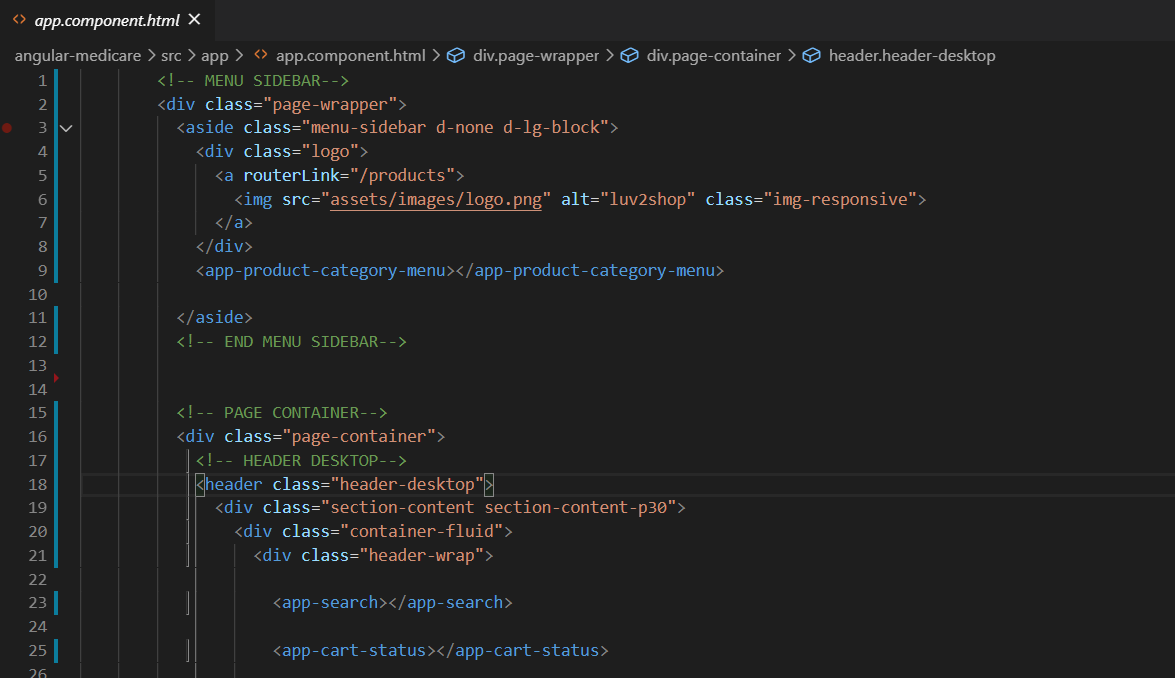 <> app.component.html ×
angular-medicare > src > app > <> app.component.html > div.page-wrapper > div.page-container > header.header-desktop
1 <!-- MENU SIDEBAR-->
2 <div class="page-wrapper">
3 <aside class="menu-sidebar d-none d-lg-block">
4 <div class="logo">
5 <a routerLink="/products">
6 <img src="assets/images/logo.png" alt="luv2shop" class="img-responsive">
7 </a>
8 </div>
9 <app-product-category-menu></app-product-category-menu>
10
11 </aside>
12 <!-- END MENU SIDEBAR-->
13
14
15 <!-- PAGE CONTAINER-->
16 <div class="page-container">
17 <!-- HEADER DESKTOP-->
18 <header class="header-desktop">
19 <div class="section-content section-content-p30">
20 <div class="container-fluid">
21 <div class="header-wrap">
22
23 <app-search></app-search>
24
25 <app-cart-status></app-cart-status>
26